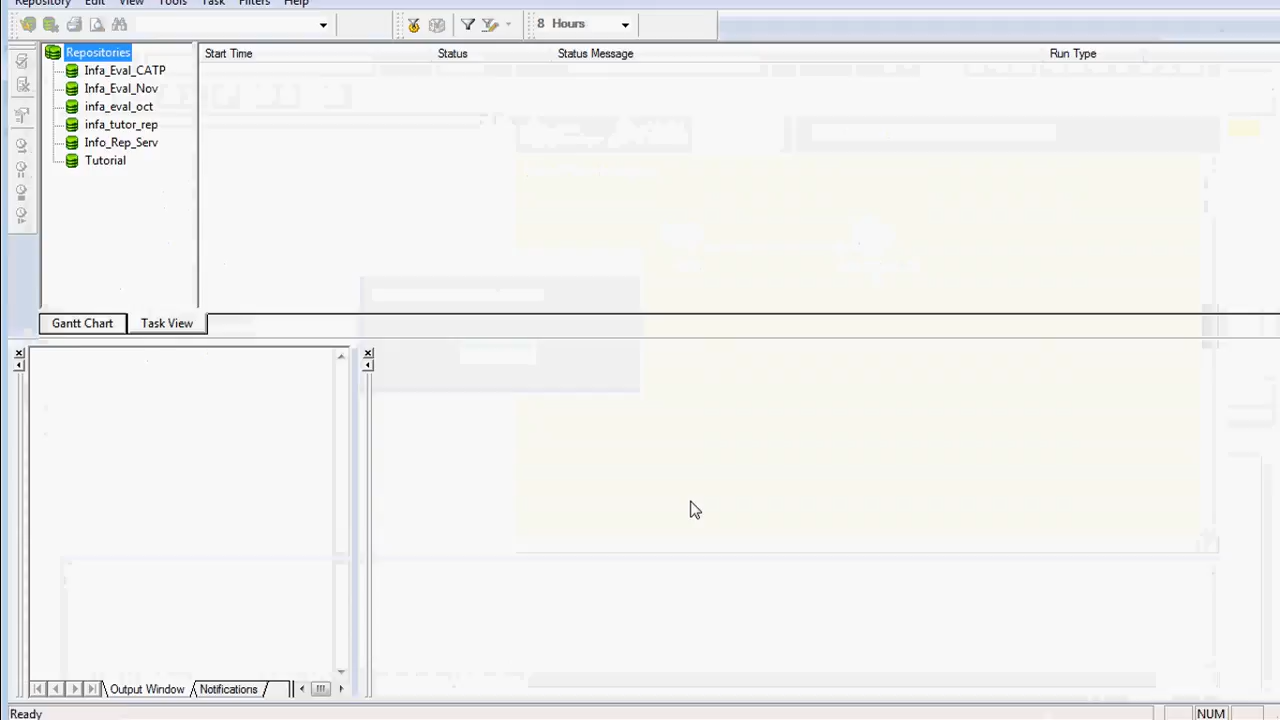 Repository Edit View Tools Task Filters Help
8 Hours
Repositories
Start Time Status Status Message Run Type
Infa_Eval_CATP
Infa_Eval_Nov
infa_eval_oct
infa_tutor_rep
Info_Rep_Serv
Tutorial
Gantt Chart Task View
Output Window Notifications
Ready NUM